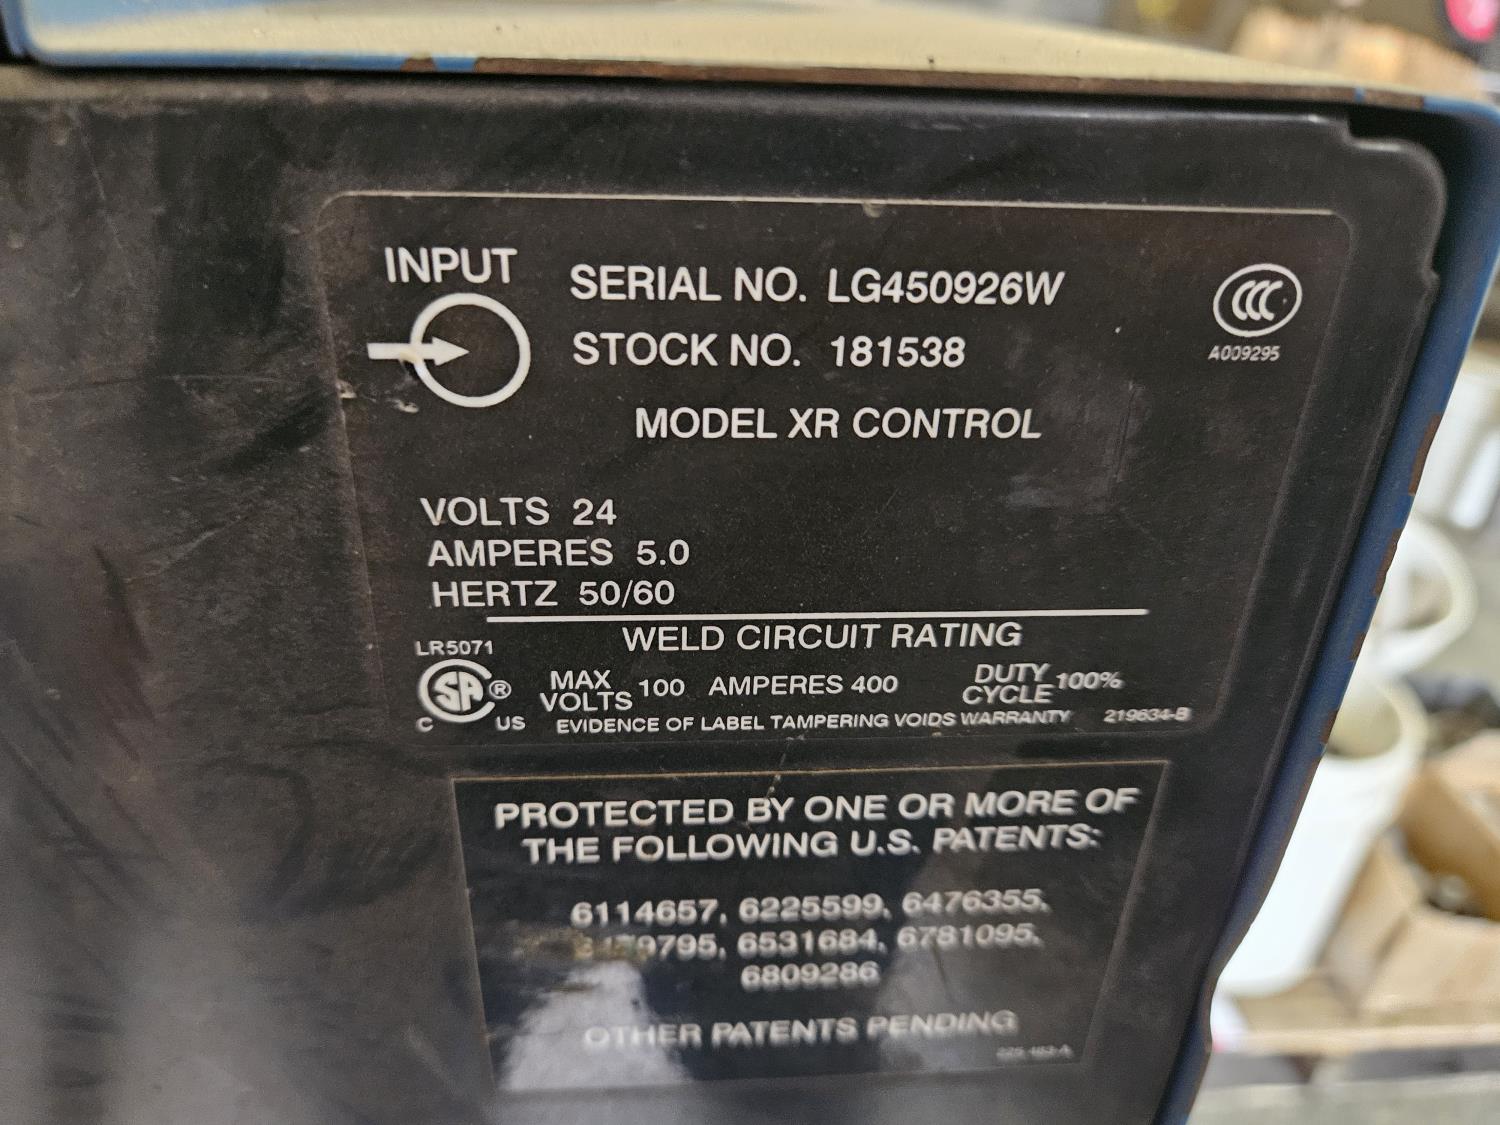 INPUT
SERIAL NO. LG450926W
STOCK NO. 181538
CCC
A009295
MODEL XR CONTROL
VOLTS 24
AMPERES 5.0
HERTZ 50/60
WELD CIRCUIT RATING
LR5071
SA ®
C US
MAX VOLTS 100 AMPERES 400 DUTY CYCLE 100%
EVIDENCE OF LABEL TAMPERING VOIDS WARRANTY 219634-B
PROTECTED BY ONE OR MORE OF
THE FOLLOWING U.S. PATENTS:
6114657, 6225599, 6476355,
6531684, 6781095,
6809286
OTHER PATENTS PENDING